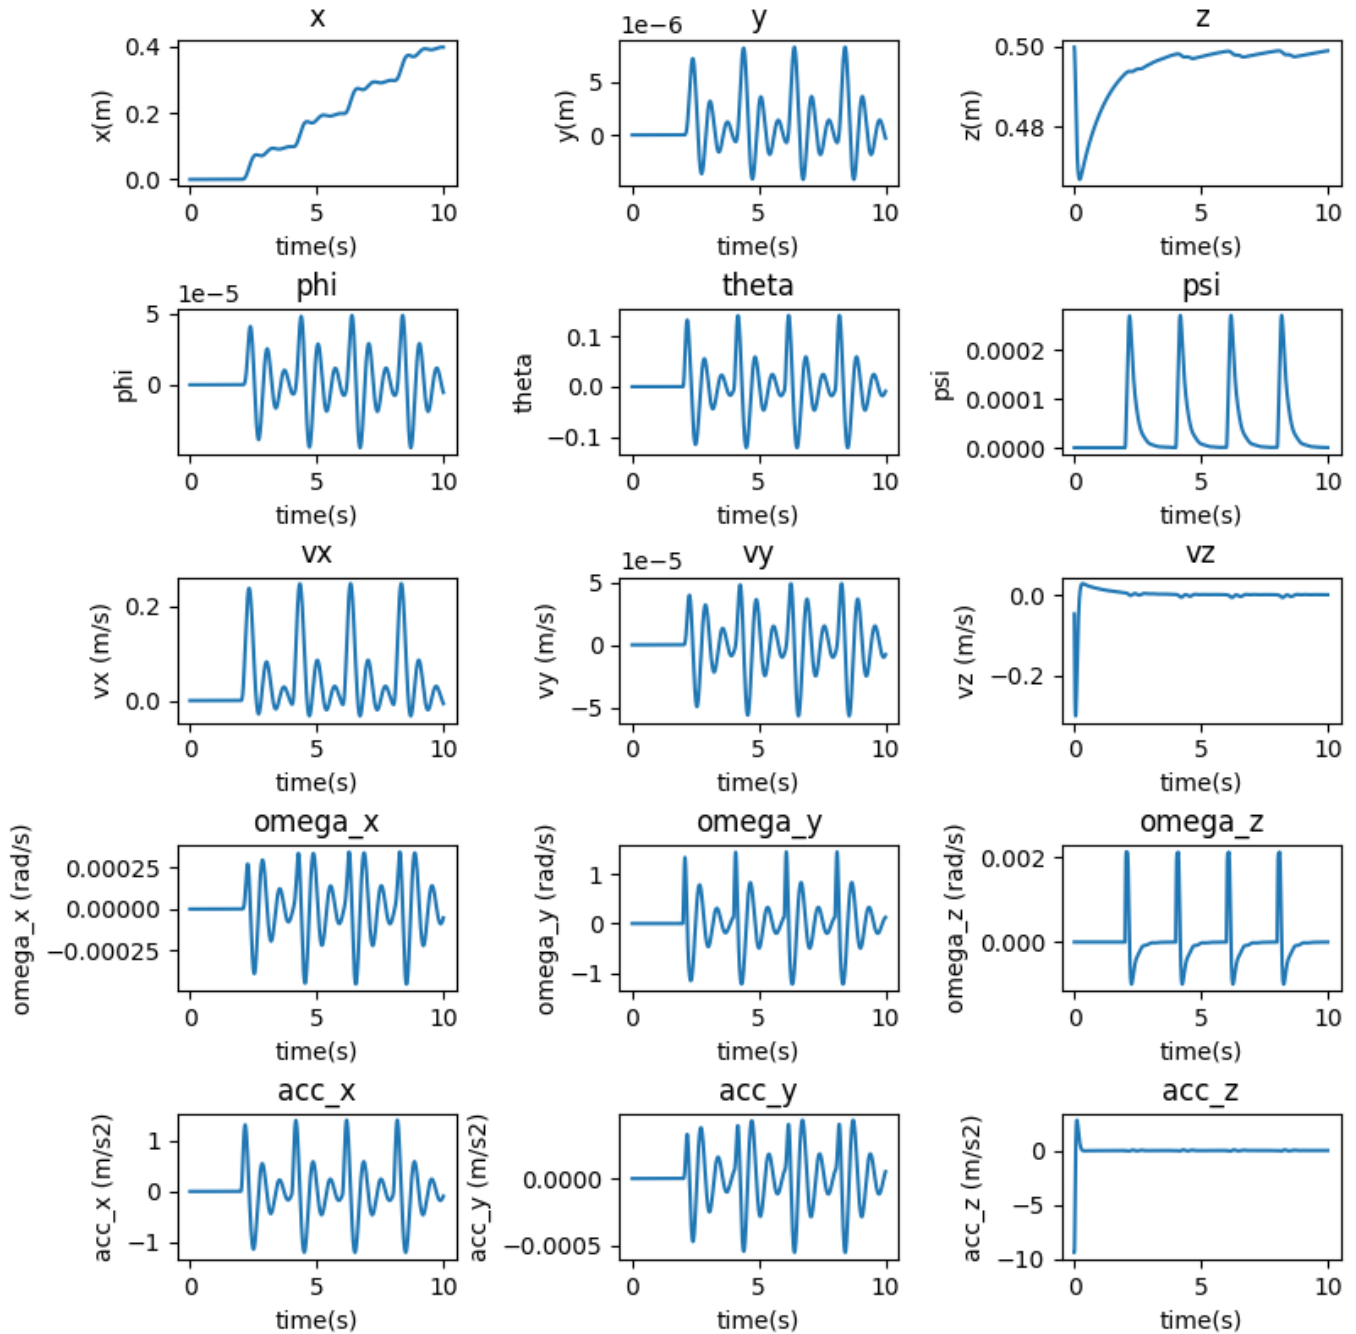 x
x(m)
0.4
0.2
0.0
0 5 10
time(s)
y
1e−6
y(m)
5
0
0 5 10
time(s)
z
z(m)
0.50
0.48
0 5 10
time(s)
phi
1e−5
phi
5
0
0 5 10
time(s)
theta
theta
0.1
0.0
−0.1
0 5 10
time(s)
psi
psi
0.0002
0.0001
0.0000
0 5 10
time(s)
vx
vx (m/s)
0.2
0.0
0 5 10
time(s)
vy
1e−5
vy (m/s)
5
0
−5
0 5 10
time(s)
vz
vz (m/s)
0.0
−0.2
0 5 10
time(s)
omega_x
omega_x (rad/s)
0.00025
0.00000
−0.00025
0 5 10
time(s)
omega_y
omega_y (rad/s)
1
0
−1
0 5 10
time(s)
omega_z
omega_z (rad/s)
0.002
0.000
0 5 10
time(s)
acc_x
acc_x (m/s2)
1
0
−1
0 5 10
time(s)
acc_y
acc_y (m/s2)
0.0000
−0.0005
0 5 10
time(s)
acc_z
acc_z (m/s2)
0
−5
−10
0 5 10
time(s)